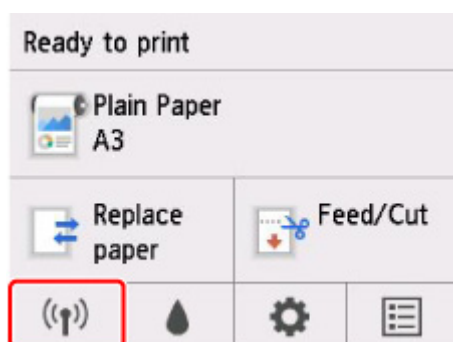 Ready to print
Plain Paper
A3
Replace
paper
Feed/Cut